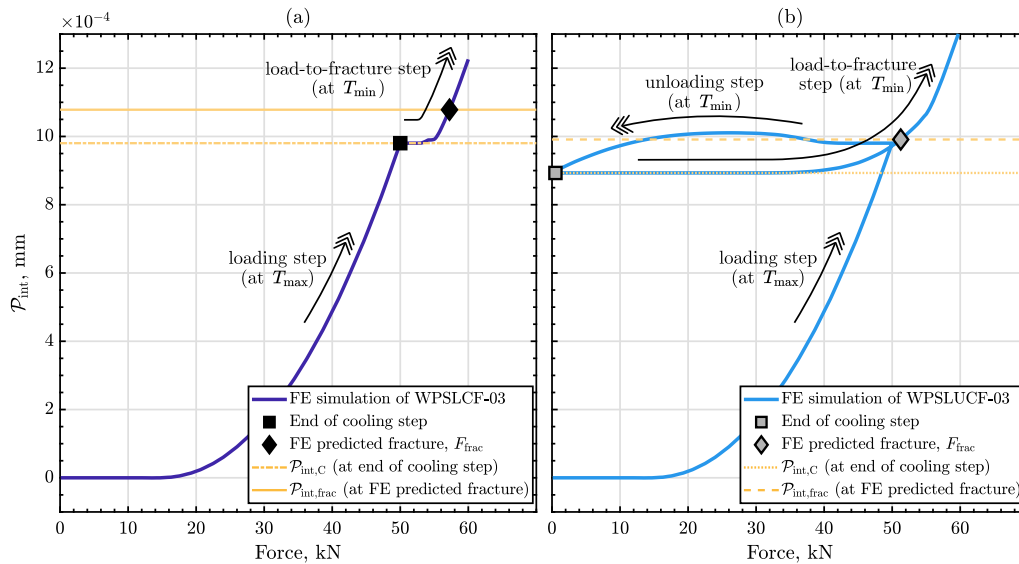 (a)
×10⁻⁴
12
10
8
6
4
2
0
𝒫int, mm
load-to-fracture step
(at Tmin)
loading step
(at Tmax)
FE simulation of WPSLCF-03
End of cooling step
FE predicted fracture, Ffrac
𝒫int,C (at end of cooling step)
𝒫int,frac (at FE predicted fracture)
0 10 20 30 40 50 60
Force, kN
(b)
unloading step
(at Tmin)
load-to-fracture
step (at Tmin)
loading step
(at Tmax)
FE simulation of WPSLUCF-03
End of cooling step
FE predicted fracture, Ffrac
𝒫int,C (at end of cooling step)
𝒫int,frac (at FE predicted fracture)
0 10 20 30 40 50 60
Force, kN